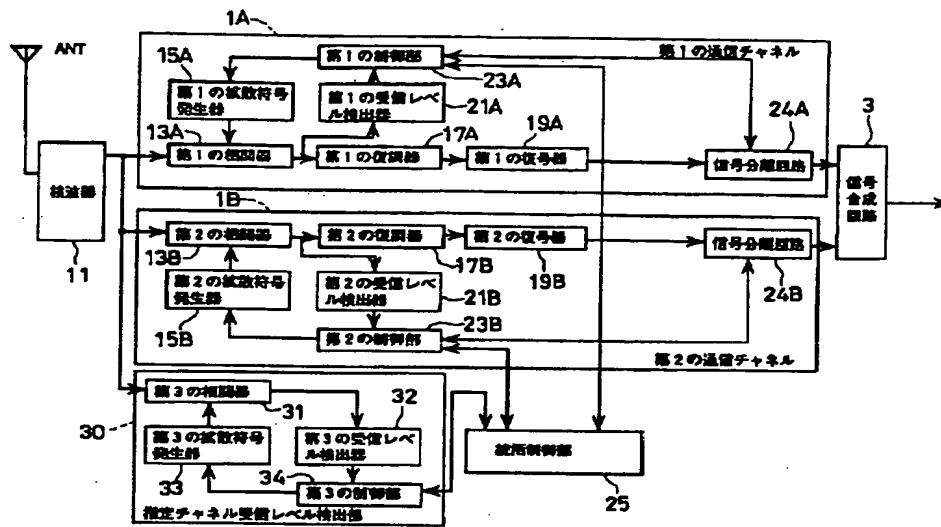 1A
ANT
第1の通信チャネル
第1の制御部
23A
15A
第1の拡散符号
発生器
第1の受信レベ
ル検出器
21A
24A
3
13A
第1の相関器
17A
第1の復調器
19A
第1の復号器
信号分離回路
信号
合成
回路
検波器
11
1B
第2の相関器
13B
第2の復調器
17B
第2の復号器
19B
信号分離回路
24B
第2の拡散符号
発生器
15B
第2の受信レベ
ル検出器
21B
23B
第2の制御部
第2の通信チャネル
第3の相関器
31
32
30
第3の拡散符号
発生器
33
第3の受信レベ
ル検出器
34
第3の制御部
統括制御部
25
指定チャネル受信レベル検出部